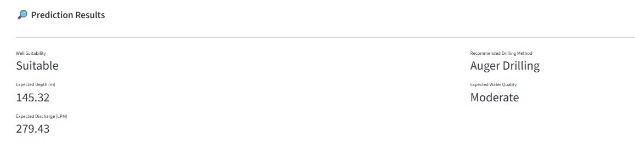 🔎 Prediction Results
Well Suitability
Suitable
Recommended Drilling Method
Auger Drilling
Expected Depth (m)
145.32
Expected Water Quality
Moderate
Expected Discharge (LPM)
279.43